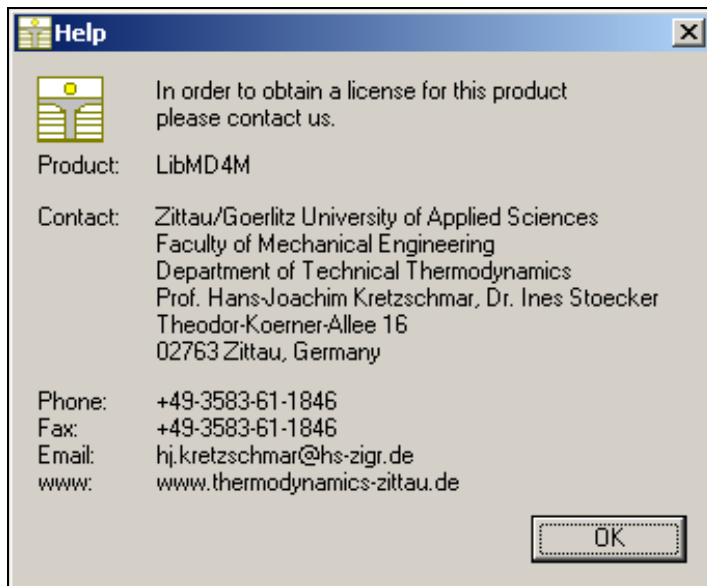 Help
In order to obtain a license for this product
please contact us.
Product: LibMD4M
Contact: Zittau/Goerlitz University of Applied Sciences
Faculty of Mechanical Engineering
Department of Technical Thermodynamics
Prof. Hans-Joachim Kretzschmar, Dr. Ines Stoecker
Theodor-Koerner-Allee 16
02763 Zittau, Germany
Phone: +49-3583-61-1846
Fax: +49-3583-61-1846
Email: hj.kretzschmar@hs-zigr.de
www: www.thermodynamics-zittau.de
OK